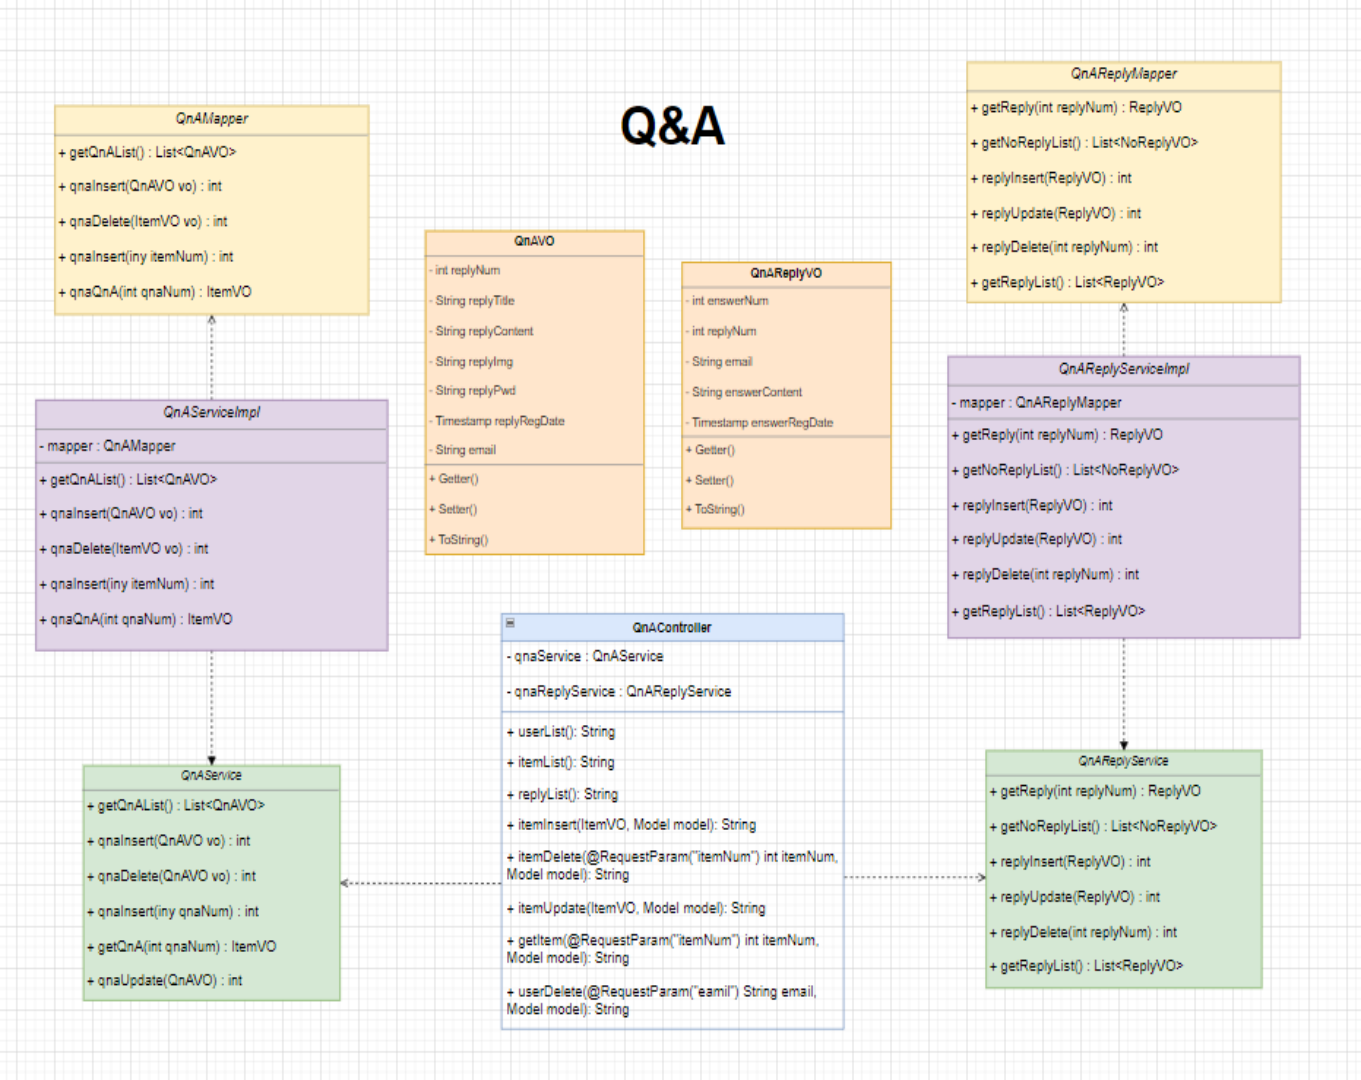 Q&A
QnAMapper
+ getQnAList() : List<QnAVO>
+ qnaInsert(QnAVO vo) : int
+ qnaDelete(ItemVO vo) : int
+ qnaInsert(iny itemNum) : int
+ qnaQnA(int qnaNum) : ItemVO
QnAServiceImpl
- mapper : QnAMapper
+ getQnAList() : List<QnAVO>
+ qnaInsert(QnAVO vo) : int
+ qnaDelete(ItemVO vo) : int
+ qnaInsert(iny itemNum) : int
+ qnaQnA(int qnaNum) : ItemVO
QnAService
+ getQnAList() : List<QnAVO>
+ qnaInsert(QnAVO vo) : int
+ qnaDelete(QnAVO vo) : int
+ qnaInsert(iny qnaNum) : int
+ getQnA(int qnaNum) : ItemVO
+ qnaUpdate(QnAVO) : int
QnAVO
- int replyNum
- String replyTitle
- String replyContent
- String replyImg
- String replyPwd
- Timestamp replyRegDate
- String email
+ Getter()
+ Setter()
+ ToString()
QnAReplyVO
- int enswerNum
- int replyNum
- String email
- String enswerContent
- Timestamp enswerRegDate
+ Getter()
+ Setter()
+ ToString()
QnAController
- qnaService : QnAService
- qnaReplyService : QnAReplyService
+ userList(): String
+ itemList(): String
+ replyList(): String
+ itemInsert(ItemVO, Model model): String
+ itemDelete(@RequestParam("itemNum") int itemNum,
Model model): String
+ itemUpdate(ItemVO, Model model): String
+ getItem(@RequestParam("itemNum") int itemNum,
Model model): String
+ userDelete(@RequestParam("eamil") String email,
Model model): String
QnAReplyMapper
+ getReply(int replyNum) : ReplyVO
+ getNoReplyList() : List<NoReplyVO>
+ replyInsert(ReplyVO) : int
+ replyUpdate(ReplyVO) : int
+ replyDelete(int replyNum) : int
+ getReplyList() : List<ReplyVO>
QnAReplyServiceImpl
- mapper : QnAReplyMapper
+ getReply(int replyNum) : ReplyVO
+ getNoReplyList() : List<NoReplyVO>
+ replyInsert(ReplyVO) : int
+ replyUpdate(ReplyVO) : int
+ replyDelete(int replyNum) : int
+ getReplyList() : List<ReplyVO>
QnAReplyService
+ getReply(int replyNum) : ReplyVO
+ getNoReplyList() : List<NoReplyVO>
+ replyInsert(ReplyVO) : int
+ replyUpdate(ReplyVO) : int
+ replyDelete(int replyNum) : int
+ getReplyList() : List<ReplyVO>